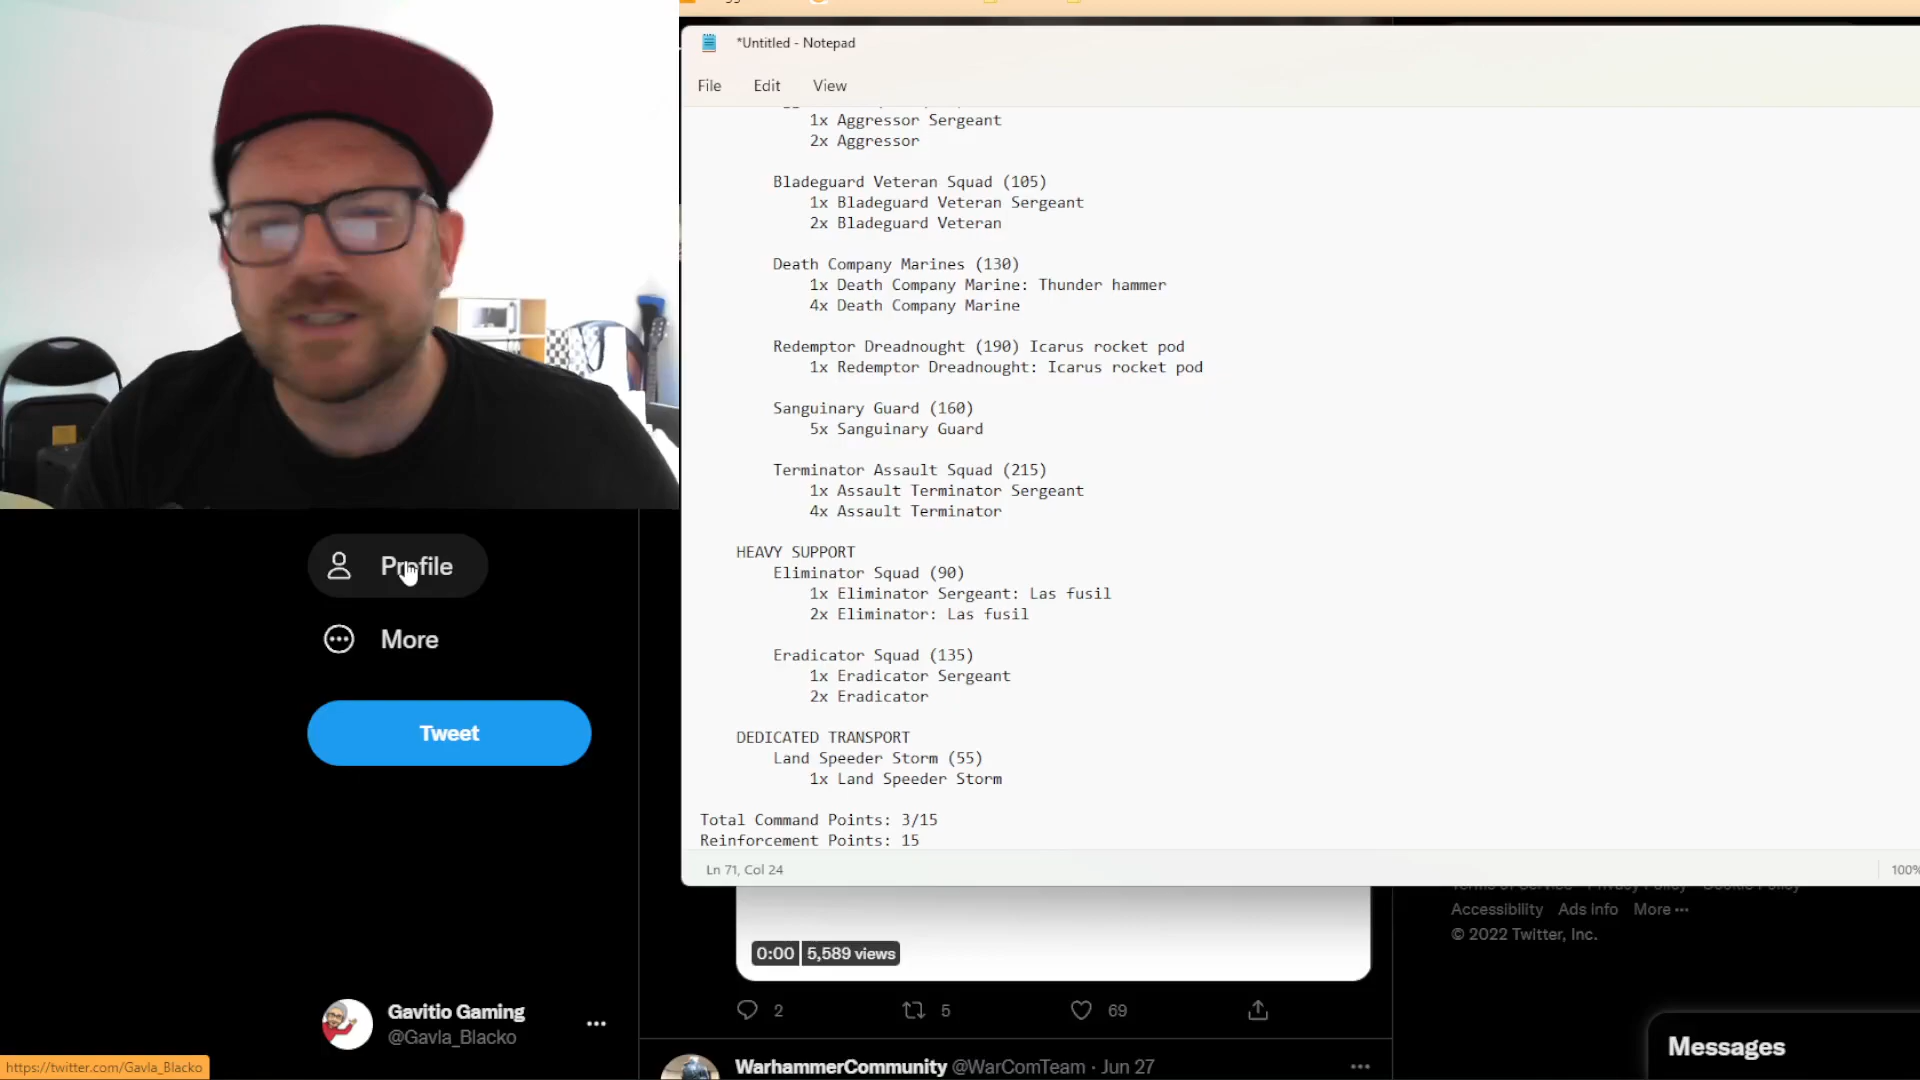 *Untitled - Notepad
File Edit View
1x Aggressor Sergeant
2x Aggressor
Bladeguard Veteran Squad (105)
1x Bladeguard Veteran Sergeant
2x Bladeguard Veteran
Death Company Marines (130)
1x Death Company Marine: Thunder hammer
4x Death Company Marine
Redemptor Dreadnought (190) Icarus rocket pod
1x Redemptor Dreadnought: Icarus rocket pod
Sanguinary Guard (160)
5x Sanguinary Guard
Terminator Assault Squad (215)
1x Assault Terminator Sergeant
4x Assault Terminator
HEAVY SUPPORT
Eliminator Squad (90)
1x Eliminator Sergeant: Las fusil
2x Eliminator: Las fusil
Eradicator Squad (135)
1x Eradicator Sergeant
2x Eradicator
DEDICATED TRANSPORT
Land Speeder Storm (55)
1x Land Speeder Storm
Total Command Points: 3/15
Reinforcement Points: 15
Ln 71, Col 24
100%
Profile
More
Tweet
Gavitio Gaming
@Gavla_Blacko
https://twitter.com/Gavla_Blacko
0:00 5,589 views
2 5 69
WarhammerCommunity @WarComTeam · Jun 27
Accessibility Ads info More ···
© 2022 Twitter, Inc.
Messages